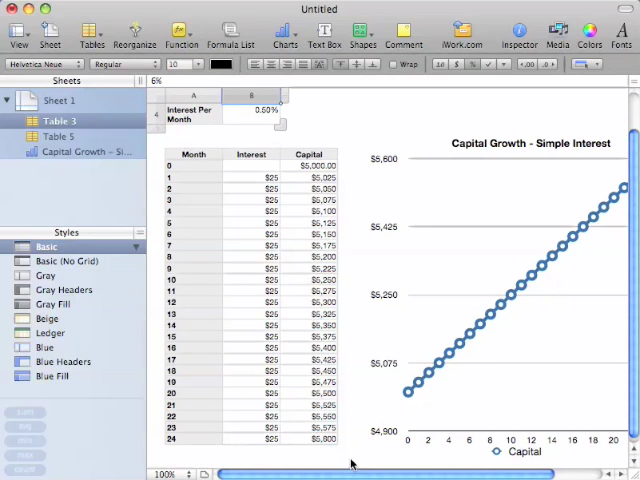 Untitled
View Sheet Tables Reorganize Function Formula List Charts Text Box Shapes Comment iWork.com Inspector Media Colors Fonts
Helvetica Neue Regular 10 Wrap 10 $ % .00 .0
Sheets 6%
Sheet 1
Table 3
Table 5
Capital Growth - Si...
Styles
Basic
Basic (No Grid)
Gray
Gray Headers
Gray Fill
Beige
Ledger
Blue
Blue Headers
Blue Fill
sum
avg
min
max
count
A B
4 Interest Per Month 0.50%
Month Interest Capital
0 $5,000.00
1 $25 $5,025
2 $25 $5,050
3 $25 $5,075
4 $25 $5,100
5 $25 $5,125
6 $25 $5,150
7 $25 $5,175
8 $25 $5,200
9 $25 $5,225
10 $25 $5,250
11 $25 $5,275
12 $25 $5,300
13 $25 $5,325
14 $25 $5,350
15 $25 $5,375
16 $25 $5,400
17 $25 $5,425
18 $25 $5,450
19 $25 $5,475
20 $25 $5,500
21 $25 $5,525
22 $25 $5,550
23 $25 $5,575
24 $25 $5,600
Capital Growth - Simple Interest
$5,600
$5,425
$5,250
$5,075
$4,900
0 2 4 6 8 10 12 14 16 18 20
Capital
100%